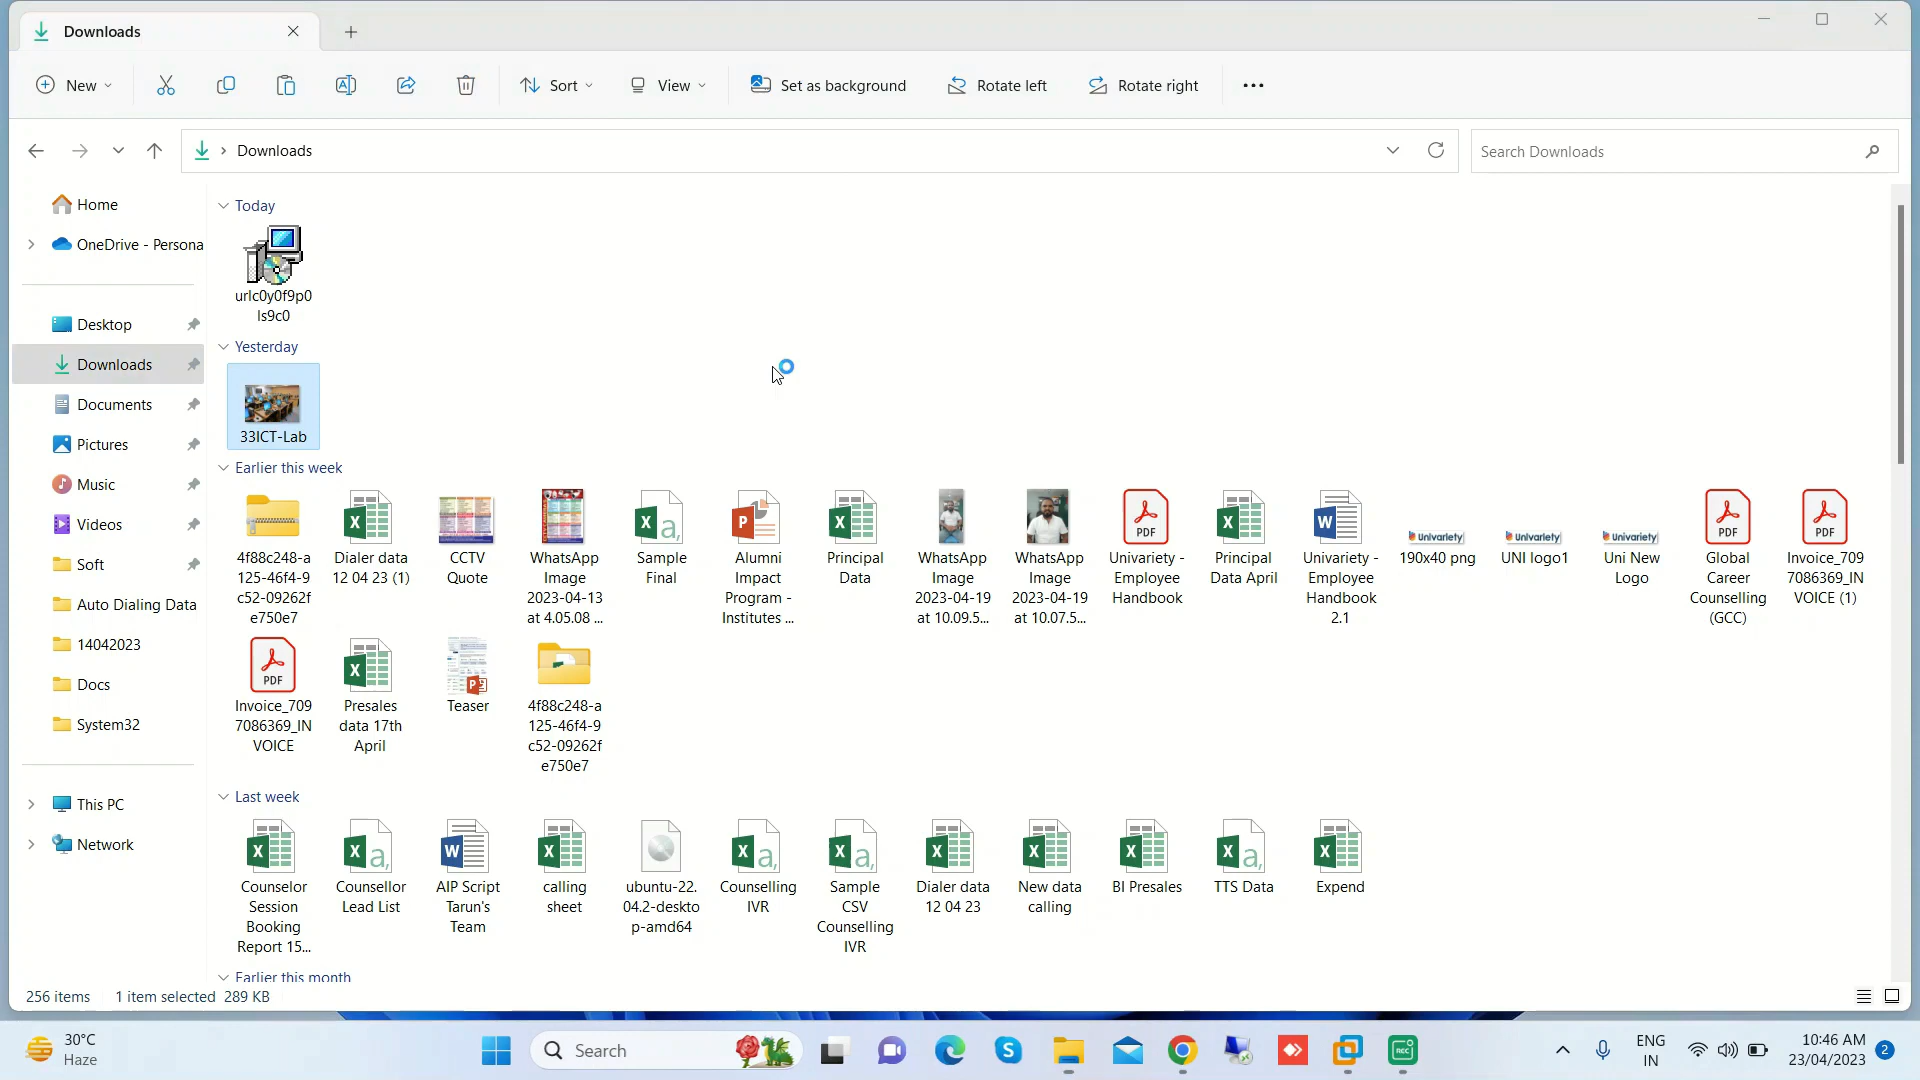 Downloads
New
Sort
View
Set as background
Rotate left
Rotate right
Downloads
Search Downloads
Home
OneDrive - Persona
Desktop
Downloads
Documents
Pictures
Music
Videos
Soft
Auto Dialing Data
14042023
Docs
System32
This PC
Network
Today
urlc0y0f9p0
ls9c0
Yesterday
33ICT-Lab
Earlier this week
4f88c248-a
125-46f4-9
c52-09262f
e750e7
Dialer data
12 04 23 (1)
CCTV
Quote
WhatsApp
Image
2023-04-13
at 4.05.08 ...
Sample
Final
Alumni
Impact
Program -
Institutes ...
Principal
Data
WhatsApp
Image
2023-04-19
at 10.09.5...
WhatsApp
Image
2023-04-19
at 10.07.5...
PDF
Univariety -
Employee
Handbook
Principal
Data April
Univariety -
Employee
Handbook
2.1
Univariety
190x40 png
Univariety
UNI logo1
Univariety
Uni New
Logo
PDF
Global
Career
Counselling
(GCC)
PDF
Invoice_709
7086369_IN
VOICE (1)
PDF
Invoice_709
7086369_IN
VOICE
Presales
data 17th
April
Teaser
4f88c248-a
125-46f4-9
c52-09262f
e750e7
Last week
Counselor
Session
Booking
Report 15...
Counsellor
Lead List
AIP Script
Tarun's
Team
calling
sheet
ubuntu-22.
04.2-deskto
p-amd64
Counselling
IVR
Sample
CSV
Counselling
IVR
Dialer data
12 04 23
New data
calling
BI Presales
TTS Data
Expend
Earlier this month
256 items
1 item selected 289 KB
30°C
Haze
Search
REC
ENG
IN
10:46 AM
23/04/2023
2